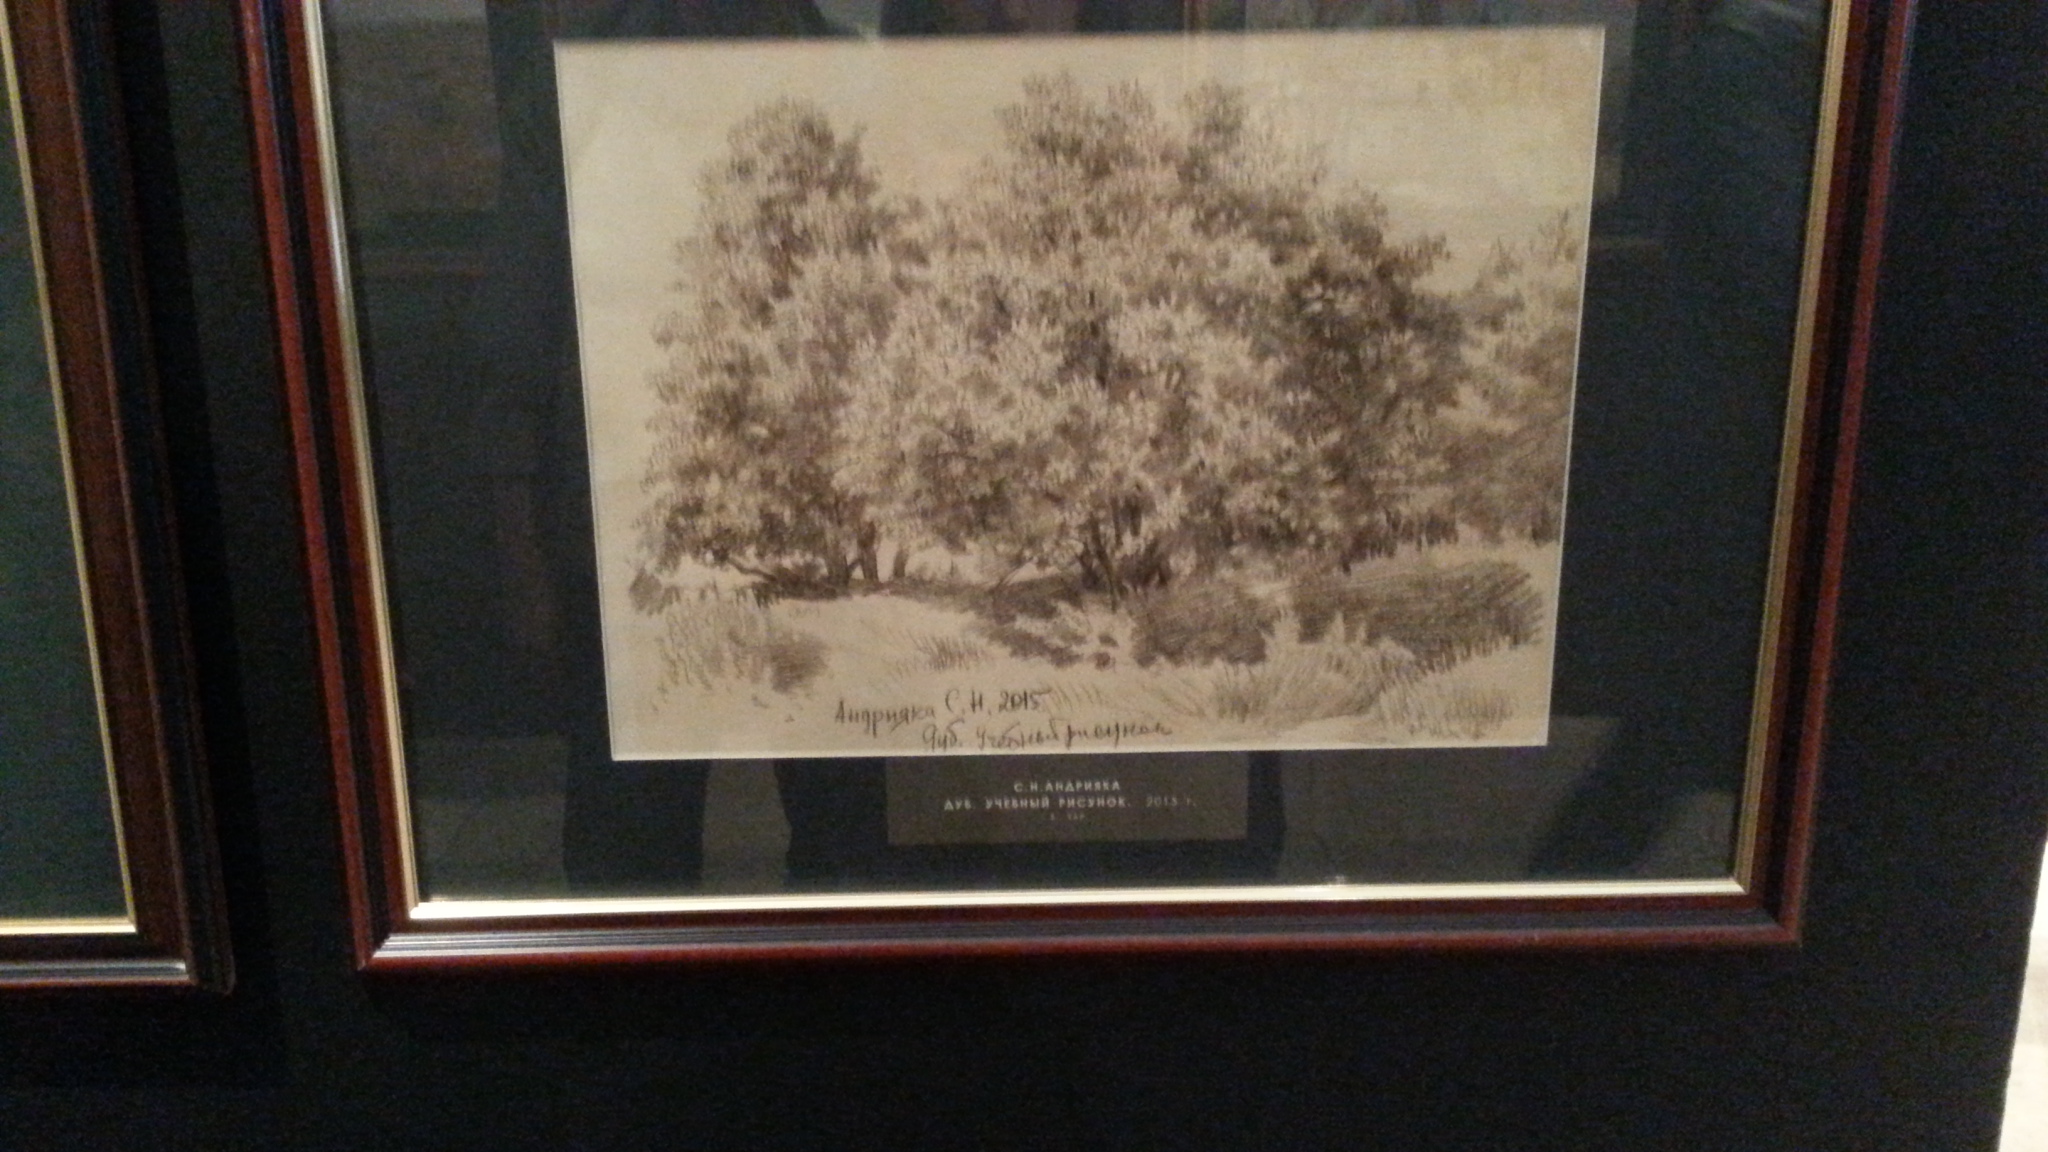 Андрияка С.Н. 2015
Дуб. Учебный рисунок
С.Н.АНДРИЯКА
ДУБ. УЧЕБНЫЙ РИСУНОК. 2015 г.